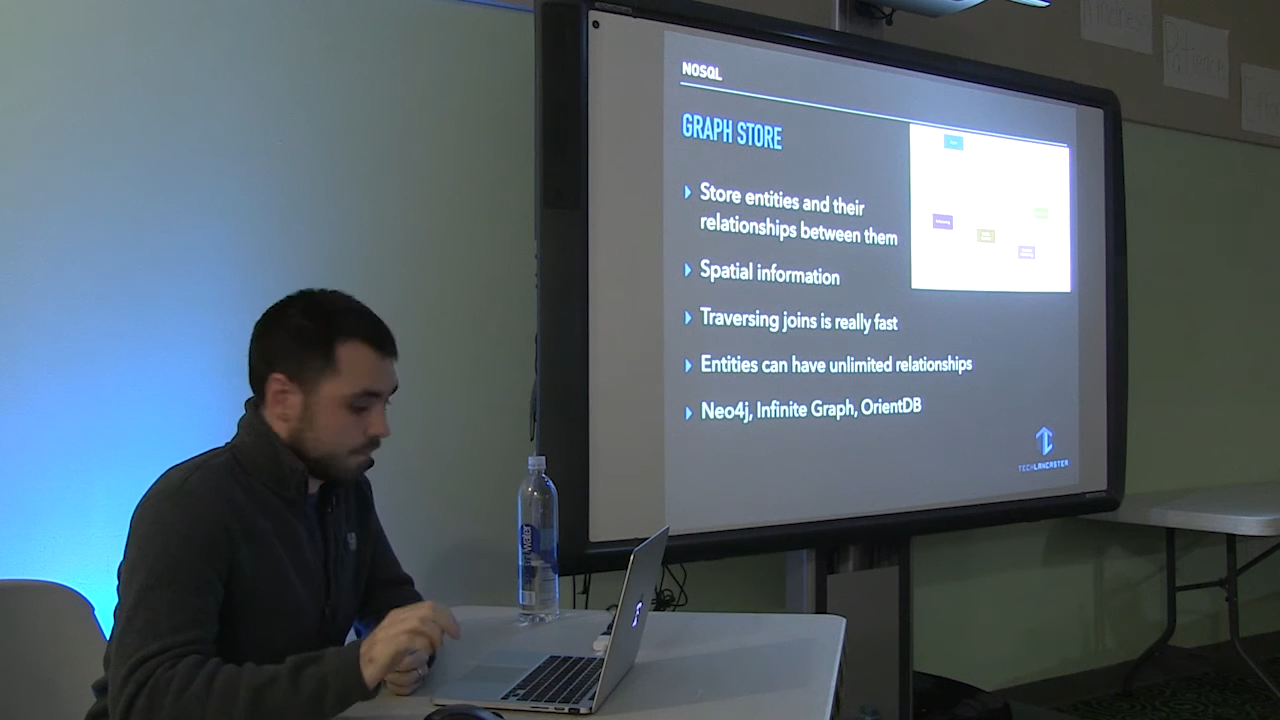 NOSQL
GRAPH STORE
Store entities and their
relationships between them
Spatial information
Traversing joins is really fast
Entities can have unlimited relationships
Neo4j, Infinite Graph, OrientDB
TECHLANCASTER